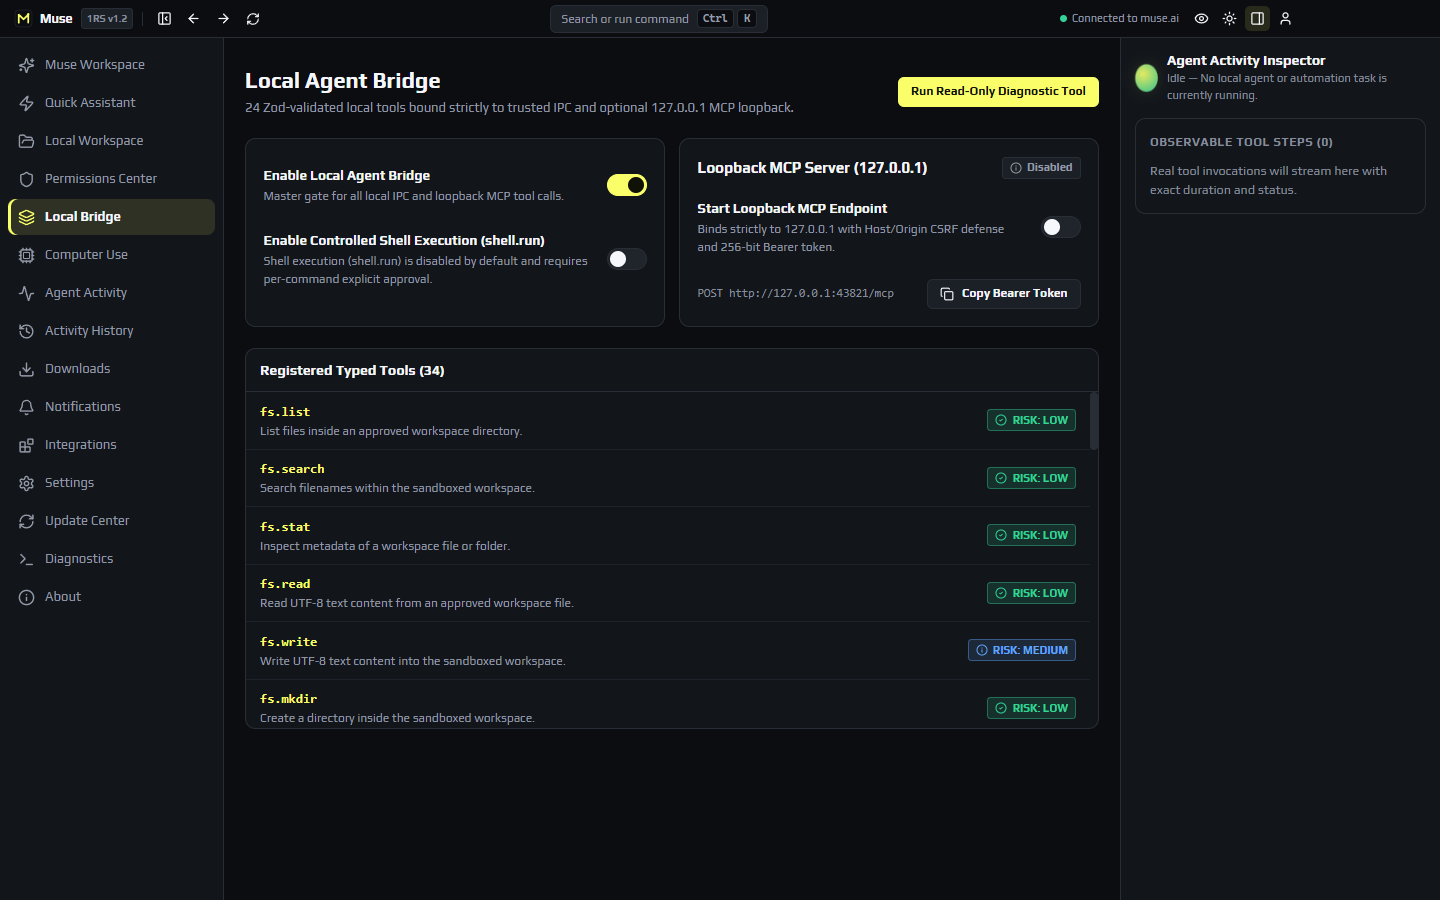 Muse 1RS v1.2 Search or run command Ctrl K Connected to muse.ai
Muse Workspace
Quick Assistant
Local Workspace
Permissions Center
Local Bridge
Computer Use
Agent Activity
Activity History
Downloads
Notifications
Integrations
Settings
Update Center
Diagnostics
About
Local Agent Bridge
24 Zod-validated local tools bound strictly to trusted IPC and optional 127.0.0.1 MCP loopback.
Run Read-Only Diagnostic Tool
Enable Local Agent Bridge
Master gate for all local IPC and loopback MCP tool calls.
Enable Controlled Shell Execution (shell.run)
Shell execution (shell.run) is disabled by default and requires
per-command explicit approval.
Loopback MCP Server (127.0.0.1) Disabled
Start Loopback MCP Endpoint
Binds strictly to 127.0.0.1 with Host/Origin CSRF defense
and 256-bit Bearer token.
POST http://127.0.0.1:43821/mcp Copy Bearer Token
Registered Typed Tools (34)
fs.list
List files inside an approved workspace directory.
RISK: LOW
fs.search
Search filenames within the sandboxed workspace.
RISK: LOW
fs.stat
Inspect metadata of a workspace file or folder.
RISK: LOW
fs.read
Read UTF-8 text content from an approved workspace file.
RISK: LOW
fs.write
Write UTF-8 text content into the sandboxed workspace.
RISK: MEDIUM
fs.mkdir
Create a directory inside the sandboxed workspace.
RISK: LOW
Agent Activity Inspector
Idle — No local agent or automation task is
currently running.
OBSERVABLE TOOL STEPS (0)
Real tool invocations will stream here with
exact duration and status.